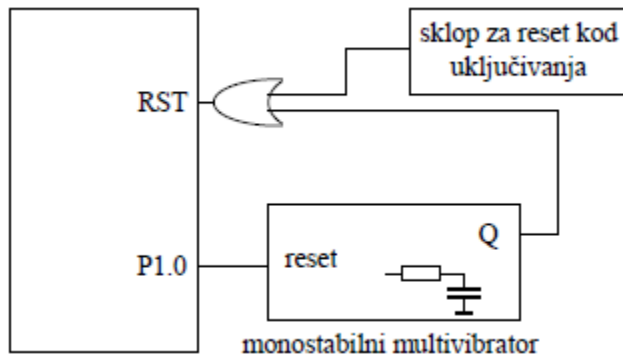 sklop za reset kod
uključivanja
RST
Q
P1.0
reset
monostabilni multivibrator